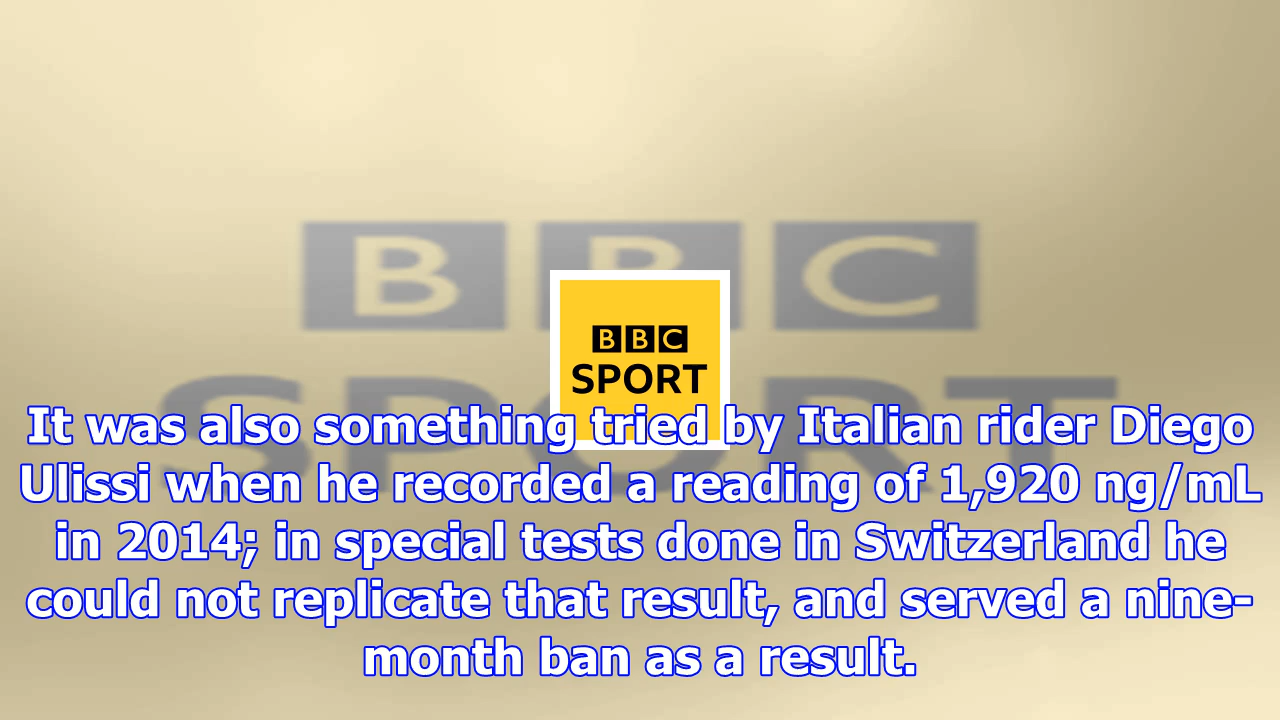 BBC
SPORT
BBC
SPORT
It was also something tried by Italian rider Diego
Ulissi when he recorded a reading of 1,920 ng/mL
in 2014; in special tests done in Switzerland he
could not replicate that result, and served a nine-
month ban as a result.